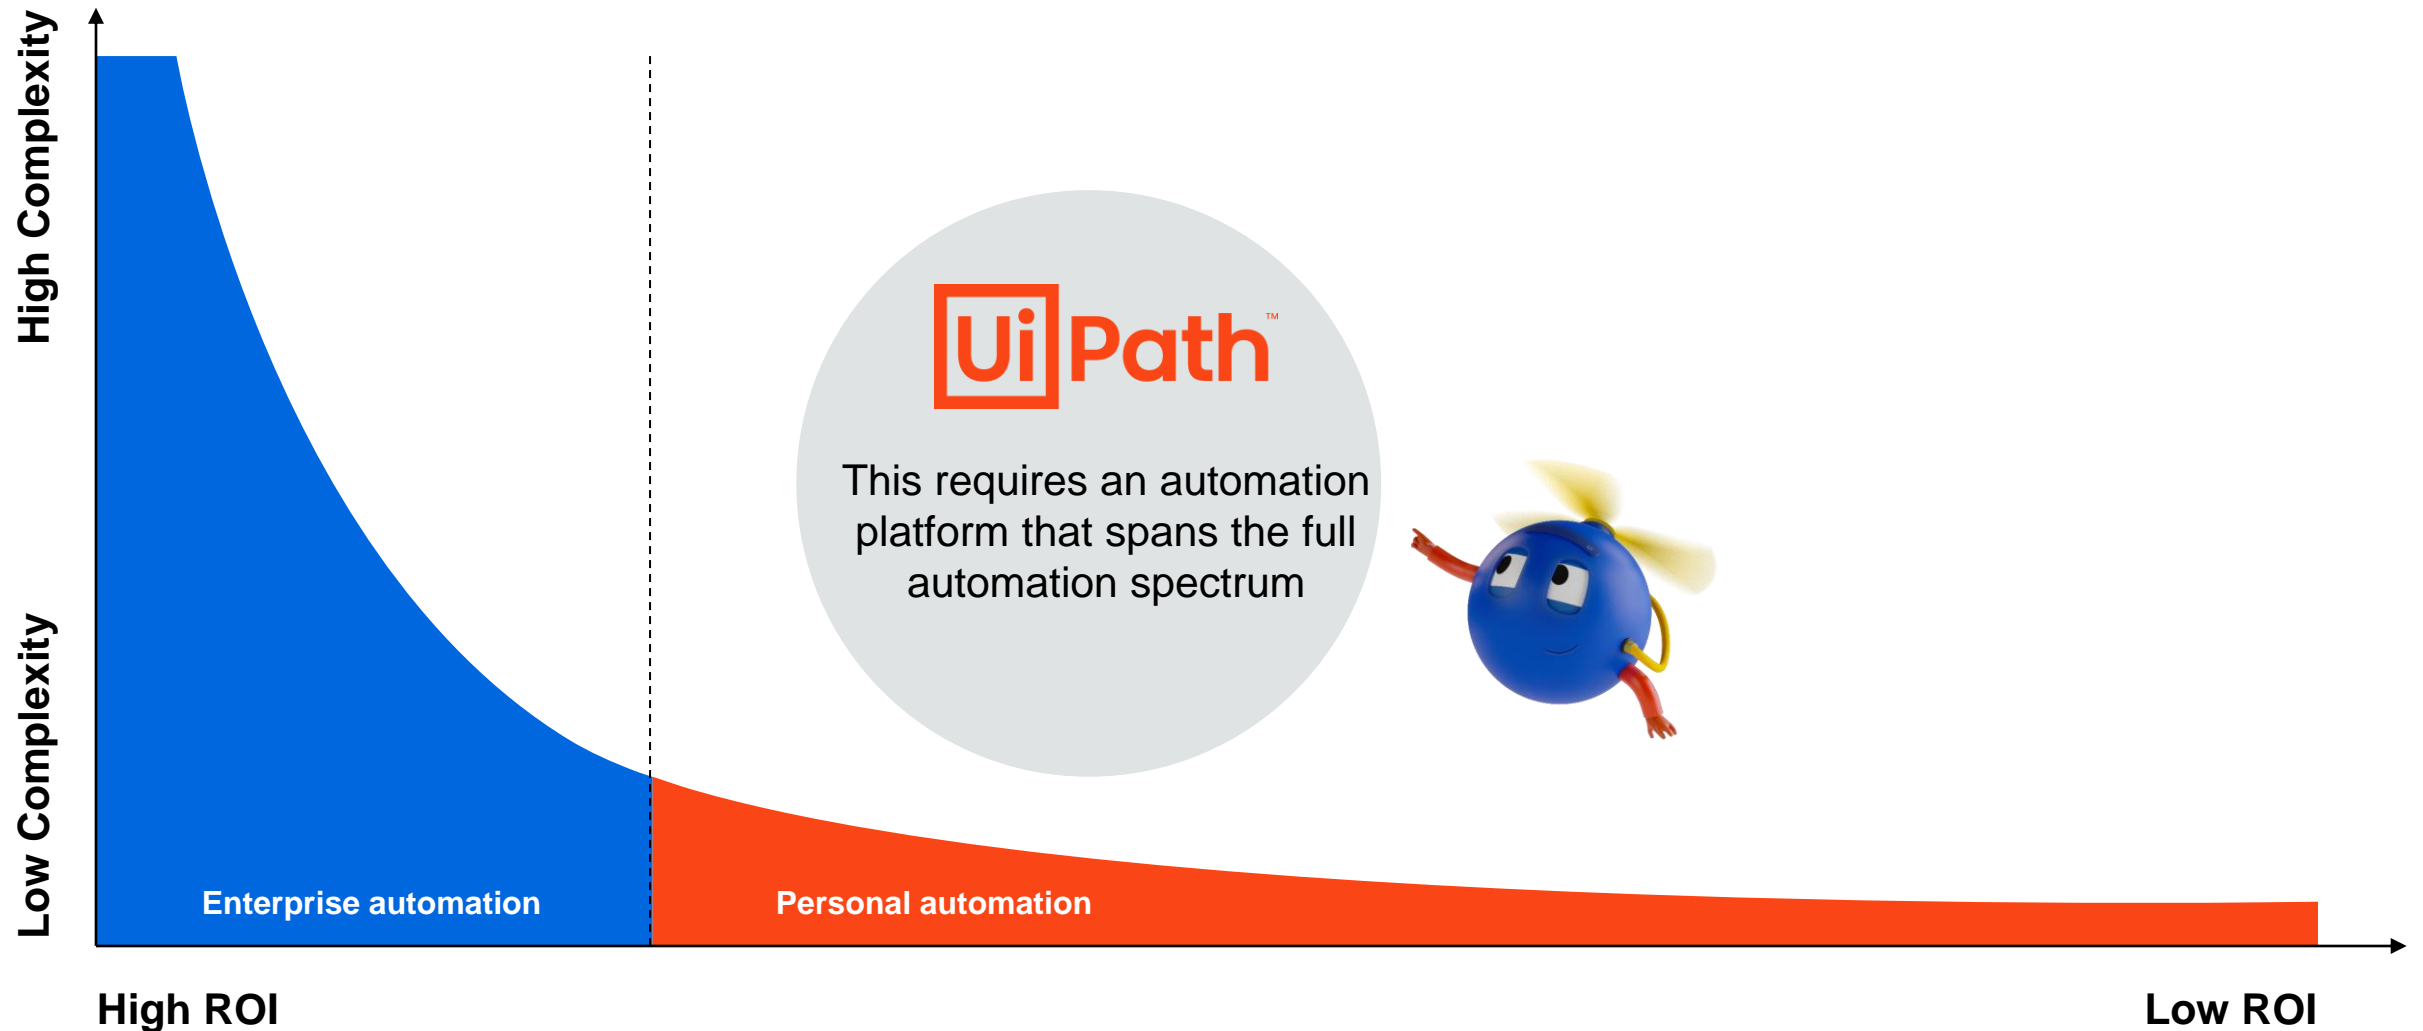 High Complexity
Low Complexity
UiPath™
This requires an automation
platform that spans the full
automation spectrum
Enterprise automation
Personal automation
High ROI
Low ROI